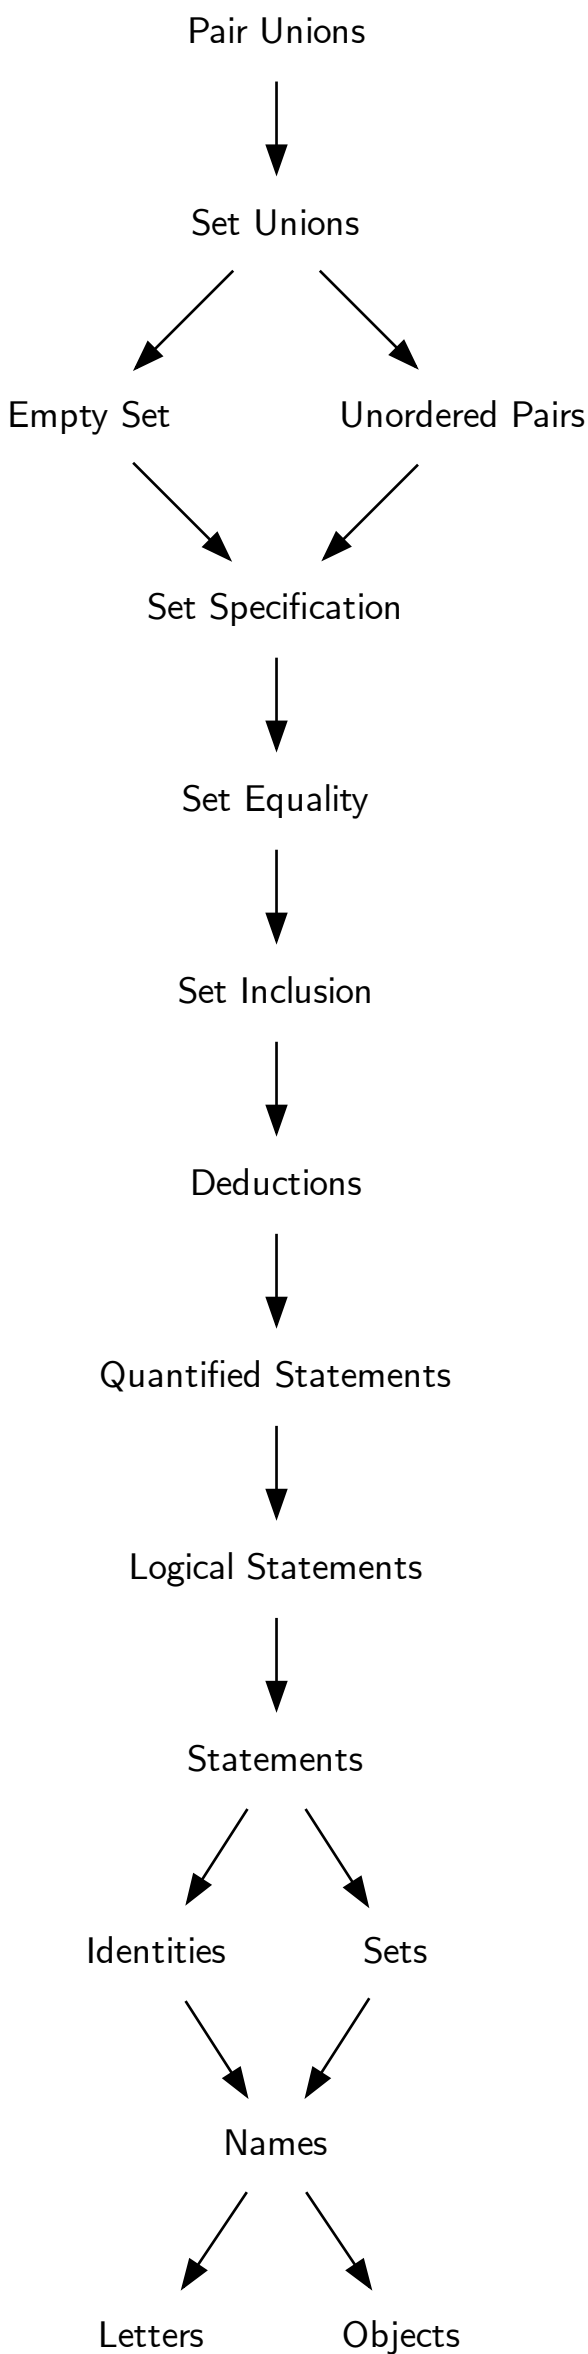 Pair Unions
Set Unions
Empty Set
Unordered Pairs
Set Specification
Set Equality
Set Inclusion
Deductions
Quantified Statements
Logical Statements
Statements
Identities
Sets
Names
Letters
Objects